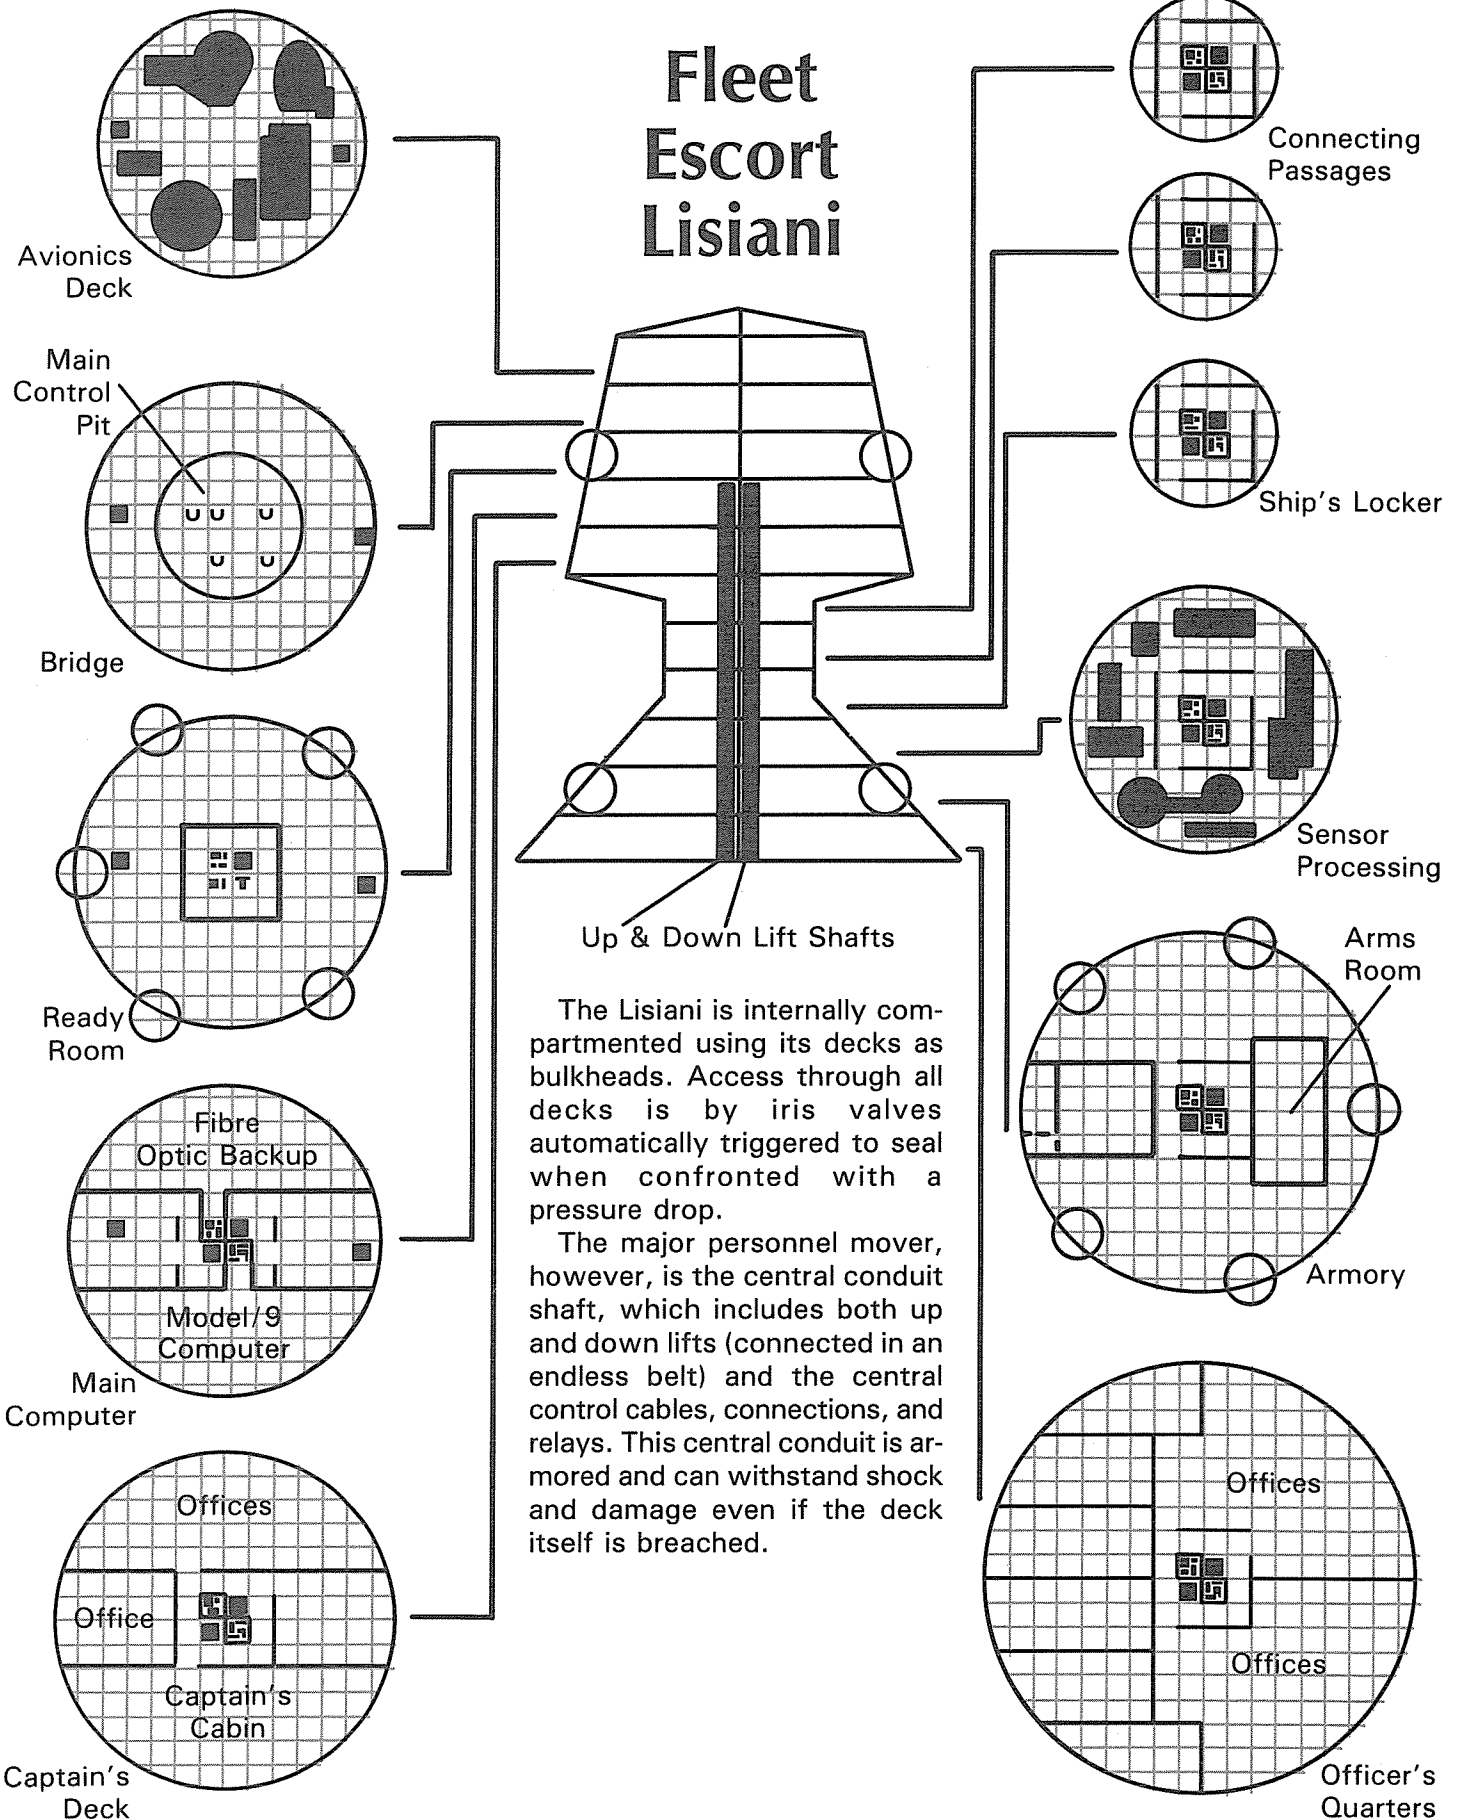 Fleet
Escort
Lisiani
Avionics
Deck
Main
Control
Pit
Bridge
Ready
Room
Fibre
Optic Backup
Model/9
Computer
Main
Computer
Offices
Office
Captain's
Cabin
Captain's
Deck
Up & Down Lift Shafts
The Lisiani is internally com-
partmented using its decks as
bulkheads. Access through all
decks is by iris valves
automatically triggered to seal
when confronted with a
pressure drop.
The major personnel mover,
however, is the central conduit
shaft, which includes both up
and down lifts (connected in an
endless belt) and the central
control cables, connections, and
relays. This central conduit is ar-
mored and can withstand shock
and damage even if the deck
itself is breached.
Connecting
Passages
Ship's Locker
Sensor
Processing
Arms
Room
Armory
Offices
Offices
Officer's
Quarters